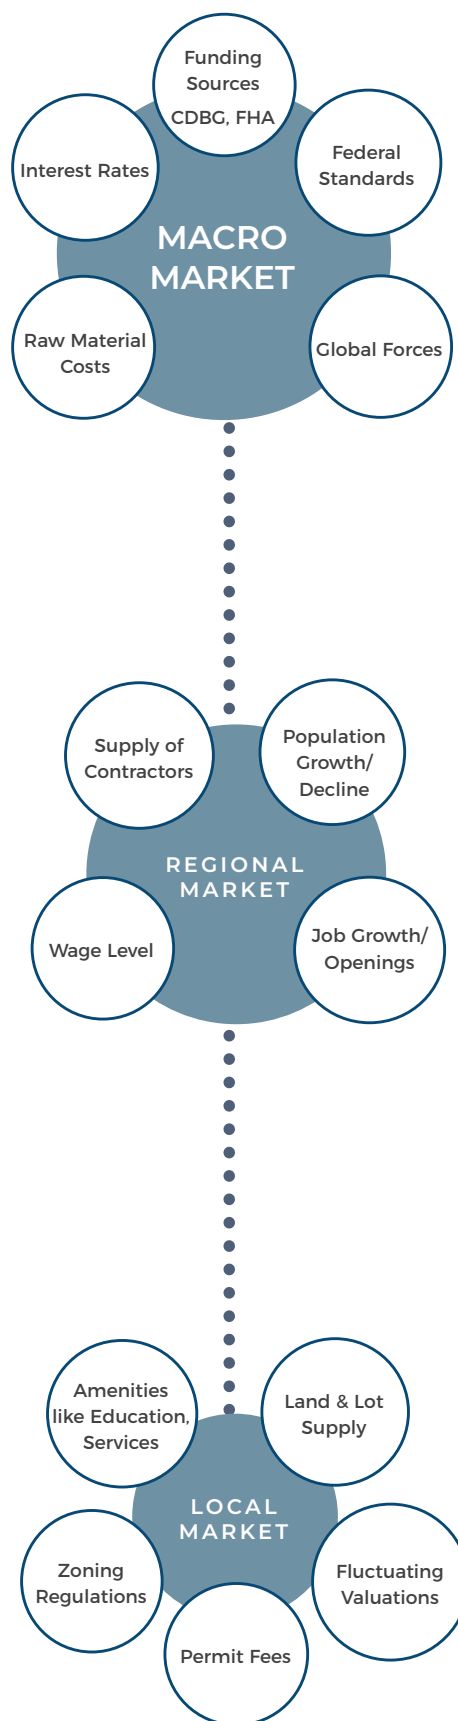 Funding
Sources
CDBG, FHA
Interest Rates
Federal
Standards
MACRO
MARKET
Raw Material
Costs
Global Forces
Supply of
Contractors
Population
Growth/
Decline
REGIONAL
MARKET
Wage Level
Job Growth/
Openings
Amenities
like Education,
Services
Land & Lot
Supply
LOCAL
MARKET
Zoning
Regulations
Fluctuating
Valuations
Permit Fees